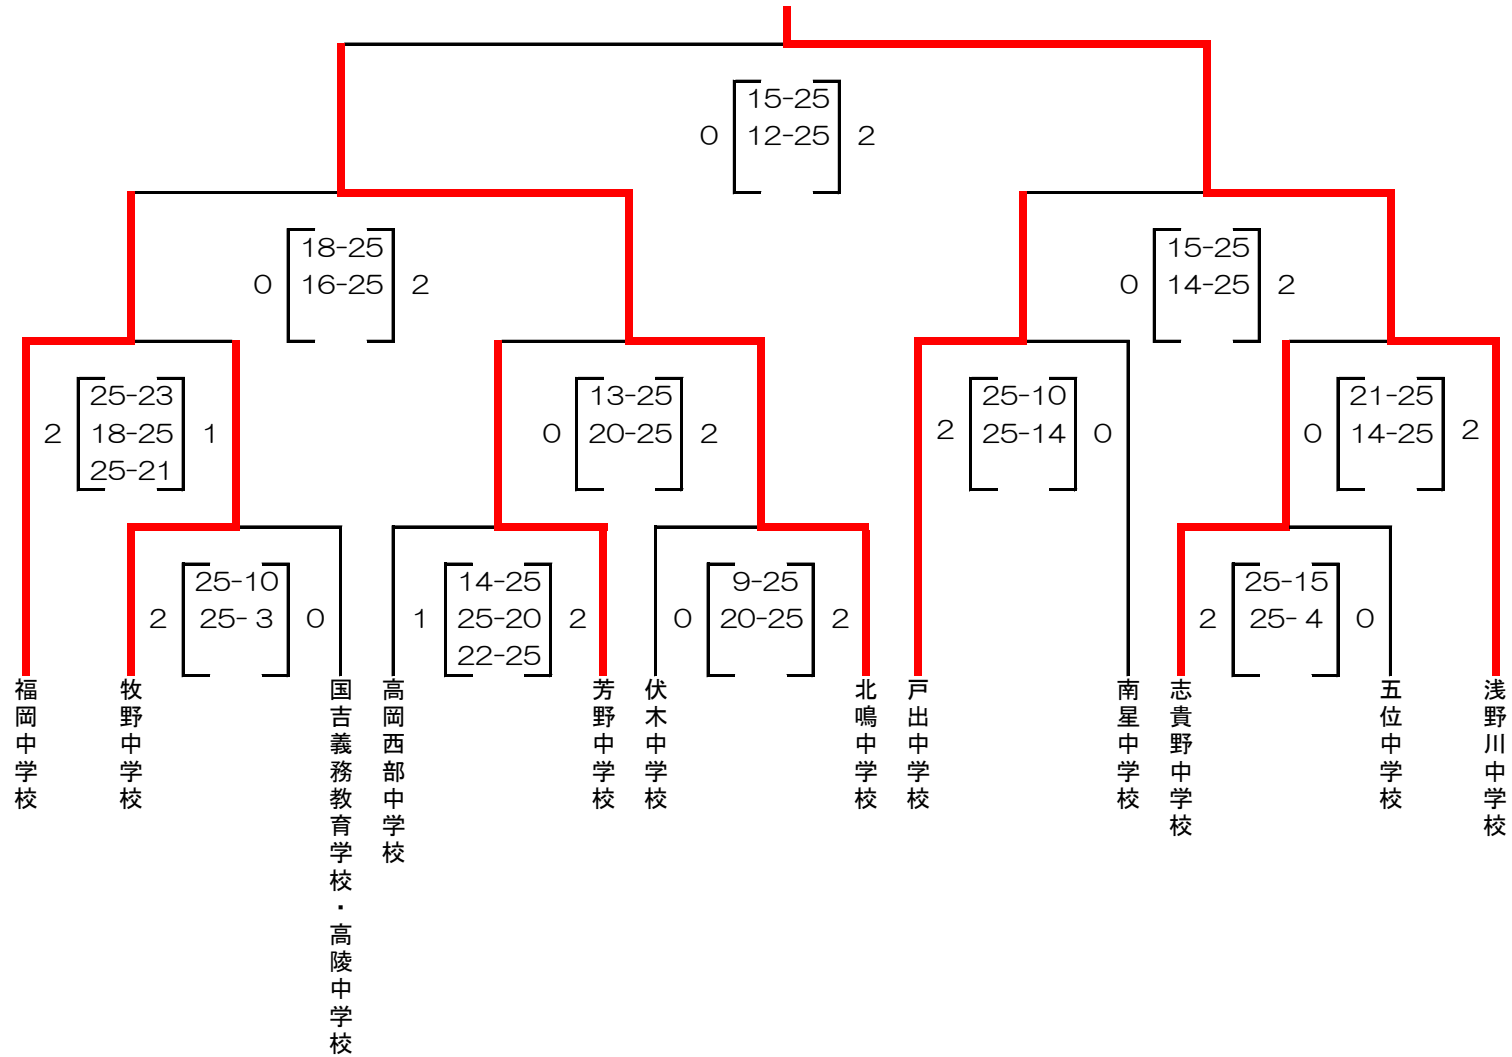 15-25
0 12-25 2
18-25
0 16-25 2
15-25
0 14-25 2
25-23
2 18-25 1
25-21
13-25
0 20-25 2
25-10
2 25-14 0
21-25
0 14-25 2
25-10
2 25- 3 0
14-25
1 25-20 2
22-25
9-25
0 20-25 2
25-15
2 25- 4 0
福岡中学校
牧野中学校
国吉義務教育学校・高陵中学校
高岡西部中学校
芳野中学校
伏木中学校
北鳴中学校
戸出中学校
南星中学校
志貴野中学校
五位中学校
浅野川中学校